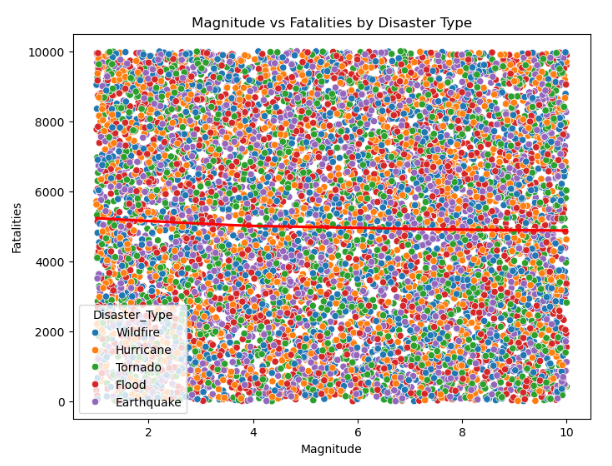 Magnitude vs Fatalities by Disaster Type
10000
8000
6000
4000
2000
0
Fatalities
Disaster_Type
Wildfire
Hurricane
Tornado
Flood
Earthquake
2
4
6
8
10
Magnitude